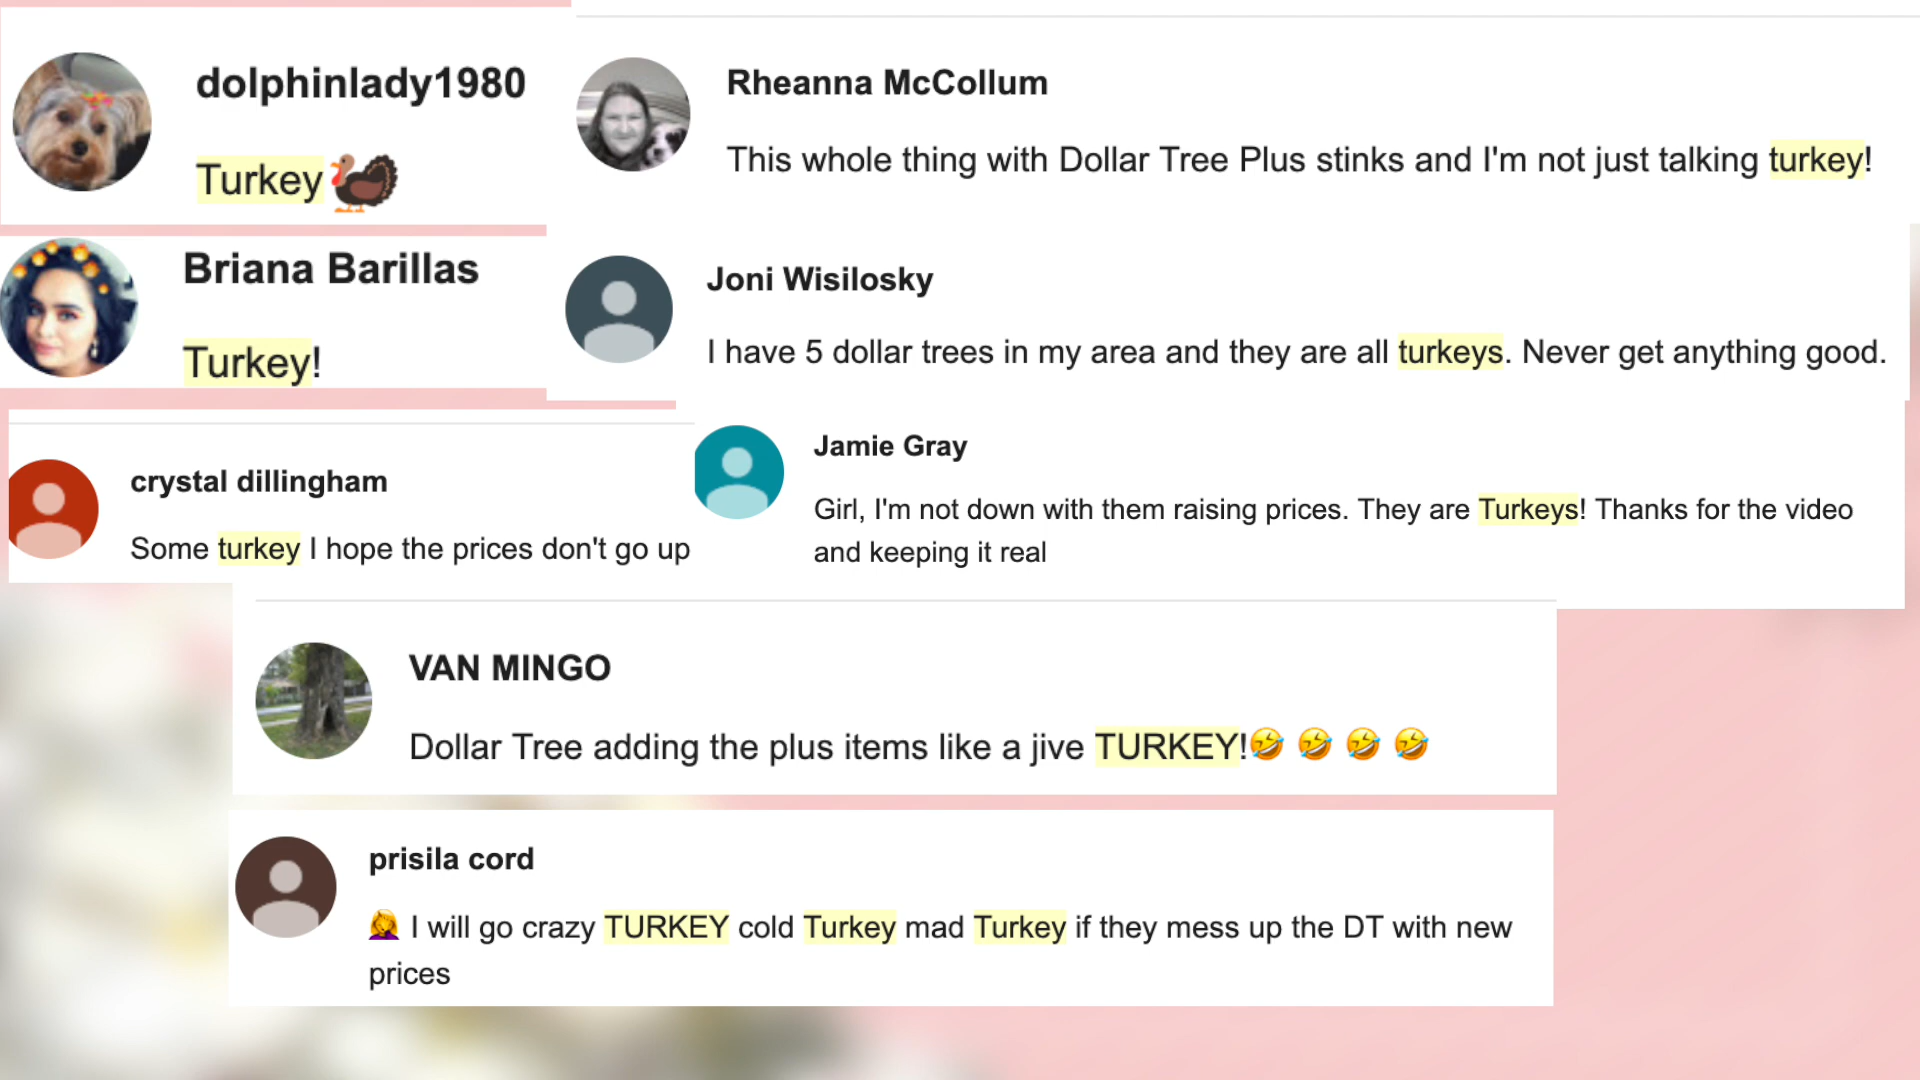 dolphinlady1980
Turkey🦃
Rheanna McCollum
This whole thing with Dollar Tree Plus stinks and I'm not just talking turkey!
Briana Barillas
Turkey!
Joni Wisilosky
I have 5 dollar trees in my area and they are all turkeys. Never get anything good.
crystal dillingham
Some turkey I hope the prices don't go up
Jamie Gray
Girl, I'm not down with them raising prices. They are Turkeys! Thanks for the video
and keeping it real
VAN MINGO
Dollar Tree adding the plus items like a jive TURKEY!🤣 🤣 🤣 🤣
prisila cord
🤦‍♀️ I will go crazy TURKEY cold Turkey mad Turkey if they mess up the DT with new
prices